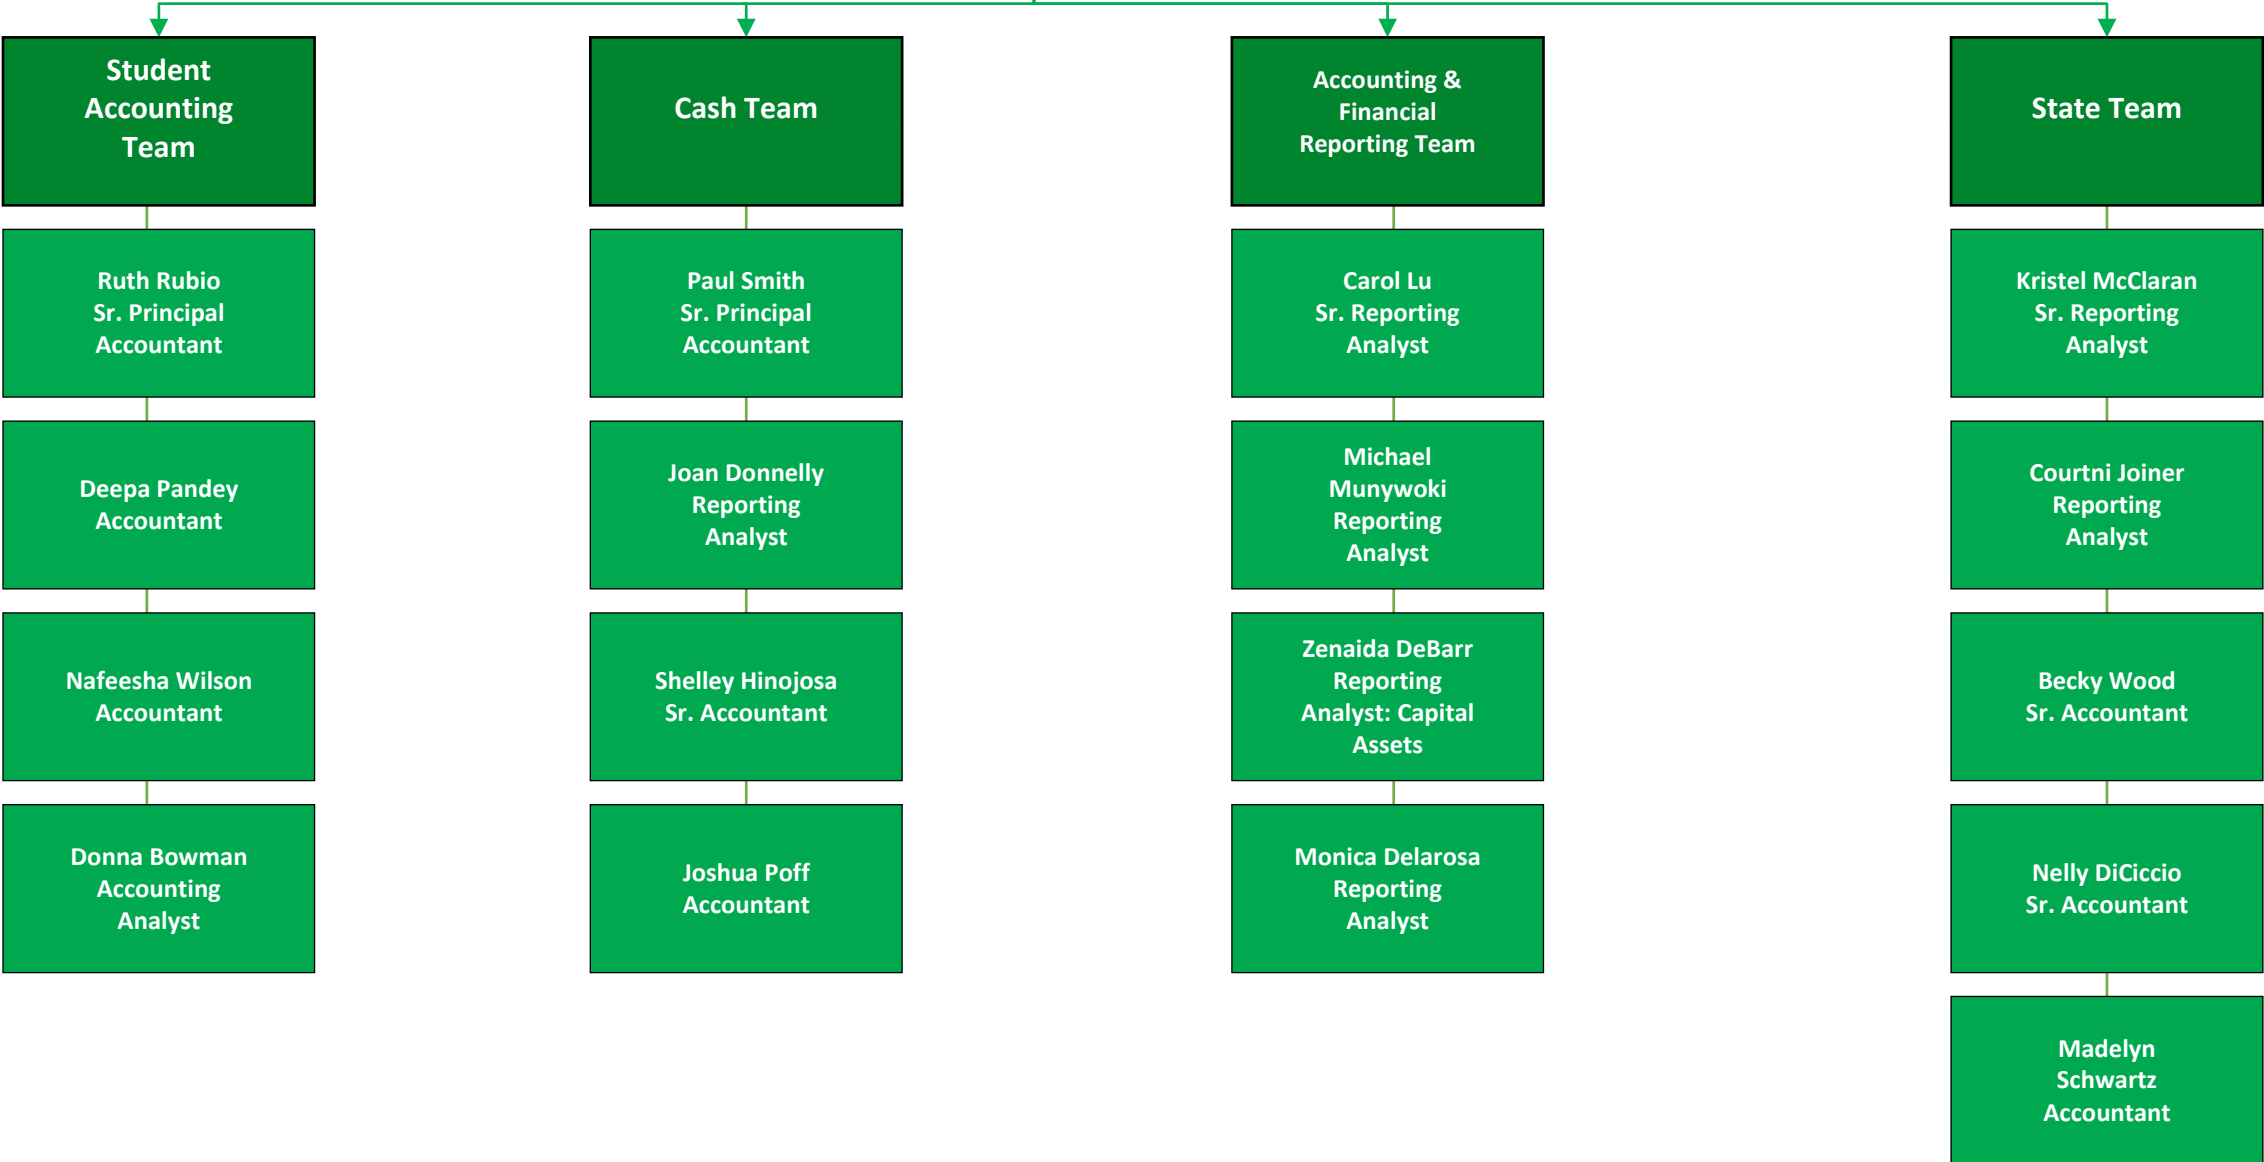 Student
Accounting
Team
Ruth Rubio
Sr. Principal
Accountant
Deepa Pandey
Accountant
Nafeesha Wilson
Accountant
Donna Bowman
Accounting
Analyst
Cash Team
Paul Smith
Sr. Principal
Accountant
Joan Donnelly
Reporting
Analyst
Shelley Hinojosa
Sr. Accountant
Joshua Poff
Accountant
Accounting &
Financial
Reporting Team
Carol Lu
Sr. Reporting
Analyst
Michael
Munywoki
Reporting
Analyst
Zenaida DeBarr
Reporting
Analyst: Capital
Assets
Monica Delarosa
Reporting
Analyst
State Team
Kristel McClaran
Sr. Reporting
Analyst
Courtni Joiner
Reporting
Analyst
Becky Wood
Sr. Accountant
Nelly DiCiccio
Sr. Accountant
Madelyn
Schwartz
Accountant